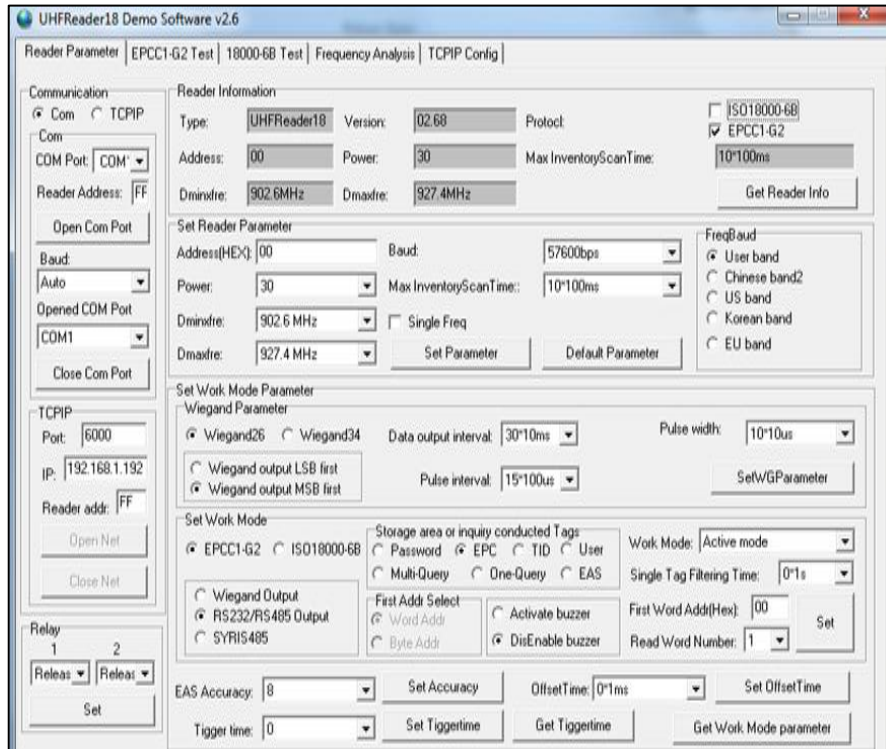 UHFReader18 Demo Software v2.6
Reader Parameter EPCC1-G2 Test 18000-6B Test Frequency Analysis TCPIP Config
Communication
Com TCPIP
Com
COM Port: COM
Reader Address: FF
Open Com Port
Baud:
Auto
Opened COM Port
COM1
Close Com Port
TCPIP
Port: 6000
IP: 192.168.1.192
Reader addr: FF
Open Net
Close Net
Relay
1 2
Releas Releas
Set
Reader Information
Type: UHFReader18 Version: 02.68 Protocl: ISO18000-6B
EPCC1-G2
Address: 00 Power: 30 Max InventoryScanTime: 10*100ms
Dminxfre: 902.6MHz Dmaxfre: 927.4MHz Get Reader Info
Set Reader Parameter
Address(HEX): 00 Baud: 57600bps
Power: 30 Max InventoryScanTime:: 10*100ms
Dminxfre: 902.6 MHz Single Freq
Dmaxfre: 927.4 MHz Set Parameter Default Parameter
FreqBaud
User band
Chinese band2
US band
Korean band
EU band
Set Work Mode Parameter
Wiegand Parameter
Wiegand26 Wiegand34 Data output interval: 30*10ms Pulse width: 10*10us
Wiegand output LSB first
Wiegand output MSB first
Pulse interval: 15*100us SetWGParameter
Set Work Mode
EPCC1-G2 ISO18000-6B
Wiegand Output
RS232/RS485 Output
SYRIS485
Storage area or inquiry conducted Tags
Password EPC TID User
Multi-Query One-Query EAS
First Addr Select
Word Addr
Byte Addr
Activate buzzer
DisEnable buzzer
Work Mode: Active mode
Single Tag Filtering Time: 0*1s
First Word Addr(Hex): 00
Read Word Number: 1
Set
EAS Accuracy: 8 Set Accuracy OffsetTime: 0*1ms Set OffsetTime
Tigger time: 0 Set Tiggertime Get Tiggertime Get Work Mode parameter